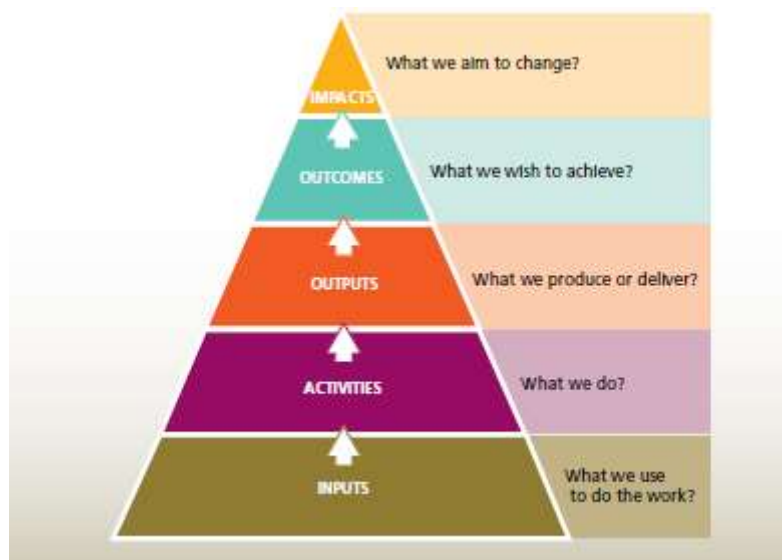 What we aim to change?
IMPACTS
OUTCOMES
What we wish to achieve?
OUTPUTS
What we produce or deliver?
ACTIVITIES
What we do?
INPUTS
What we use
to do the work?